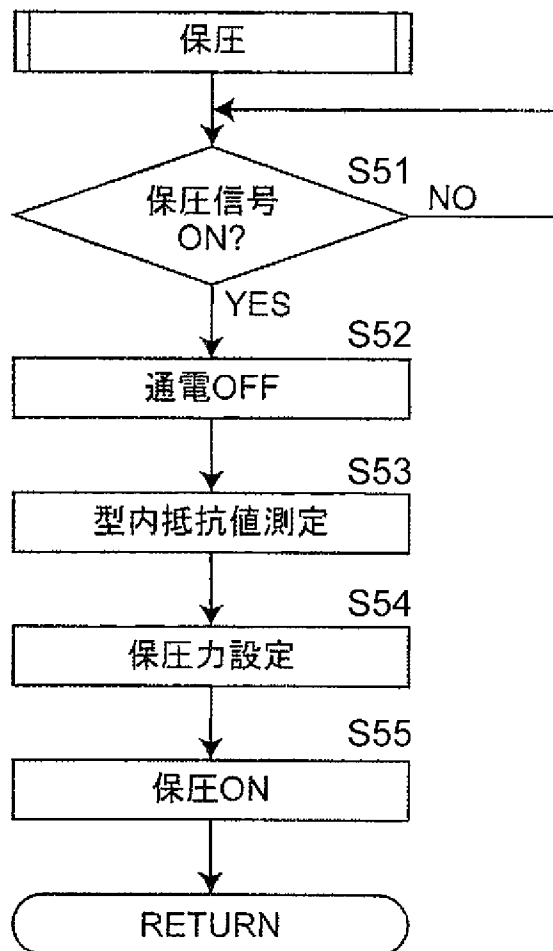 保圧
S51
保圧信号
ON?
NO
YES
S52
通電OFF
S53
型内抵抗値測定
S54
保圧力設定
S55
保圧ON
RETURN